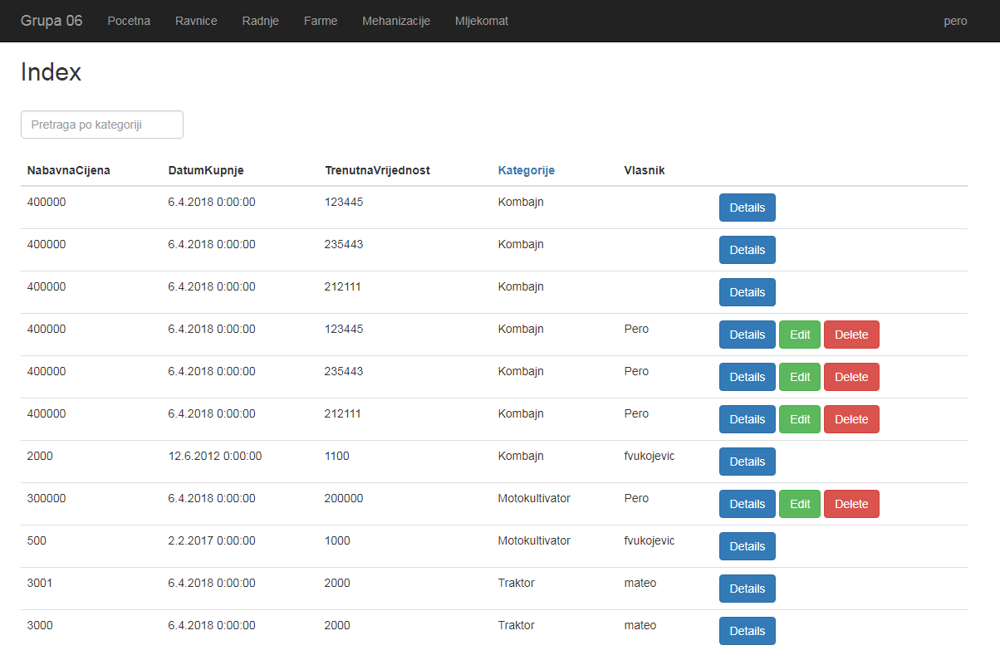 Grupa 06 Pocetna Ravnice Radnje Farme Mehanizacije Mljekomat pero
Index
Pretraga po kategoriji
NabavnaCijena DatumKupnje TrenutnaVrijednost Kategorije Vlasnik
400000 6.4.2018 0:00:00 123445 Kombajn Details
400000 6.4.2018 0:00:00 235443 Kombajn Details
400000 6.4.2018 0:00:00 212111 Kombajn Details
400000 6.4.2018 0:00:00 123445 Kombajn Pero Details Edit Delete
400000 6.4.2018 0:00:00 235443 Kombajn Pero Details Edit Delete
400000 6.4.2018 0:00:00 212111 Kombajn Pero Details Edit Delete
2000 12.6.2012 0:00:00 1100 Kombajn fvukojevic Details
300000 6.4.2018 0:00:00 200000 Motokultivator Pero Details Edit Delete
500 2.2.2017 0:00:00 1000 Motokultivator fvukojevic Details
3001 6.4.2018 0:00:00 2000 Traktor mateo Details
3000 6.4.2018 0:00:00 2000 Traktor mateo Details